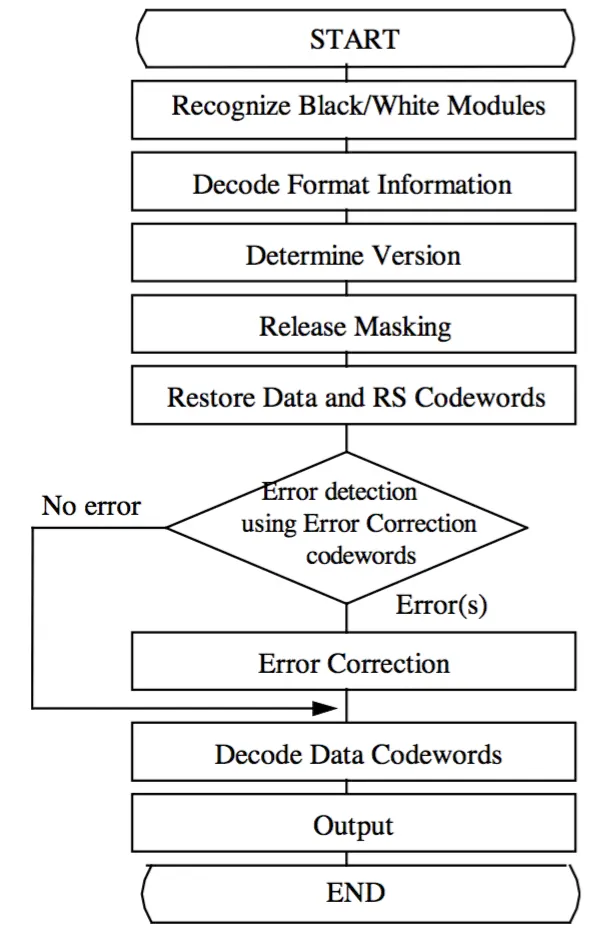 START
Recognize Black/White Modules
Decode Format Information
Determine Version
Release Masking
Restore Data and RS Codewords
No error
Error detection
using Error Correction
codewords
Error(s)
Error Correction
Decode Data Codewords
Output
END